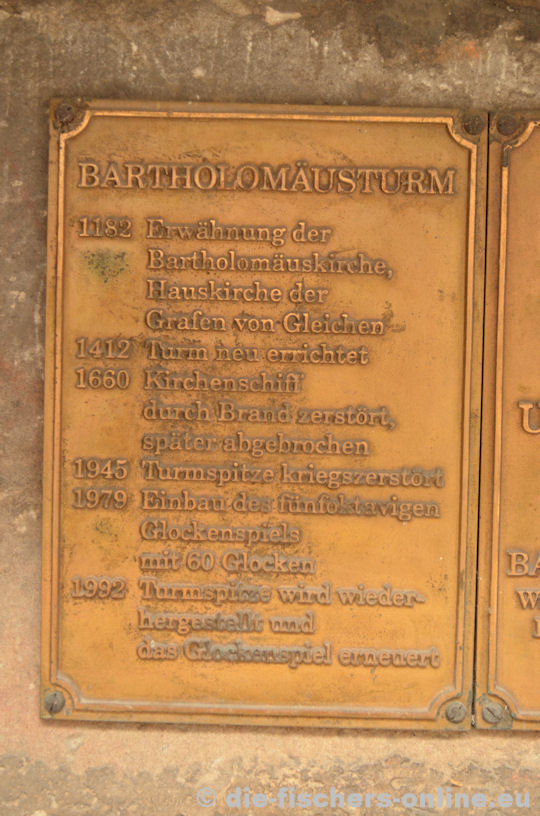 BARTHOLOMÄUSTURM
1182 Erwähnung der
Bartholomäuskirche,
Hauskirche der
Grafen von Gleichen
1412 Turm neu errichtet
1660 Kirchenschiff
durch Brand zerstört,
später abgebrochen
1945 Turmspitze kriegszerstört
1979 Einbau des fünfoktavigen
Glockenspiels
mit 60 Glocken
1992 Turmspitze wird wieder-
hergestellt und
das Glockenspiel erneuert
U
BA
w
© die-fischers-online.eu